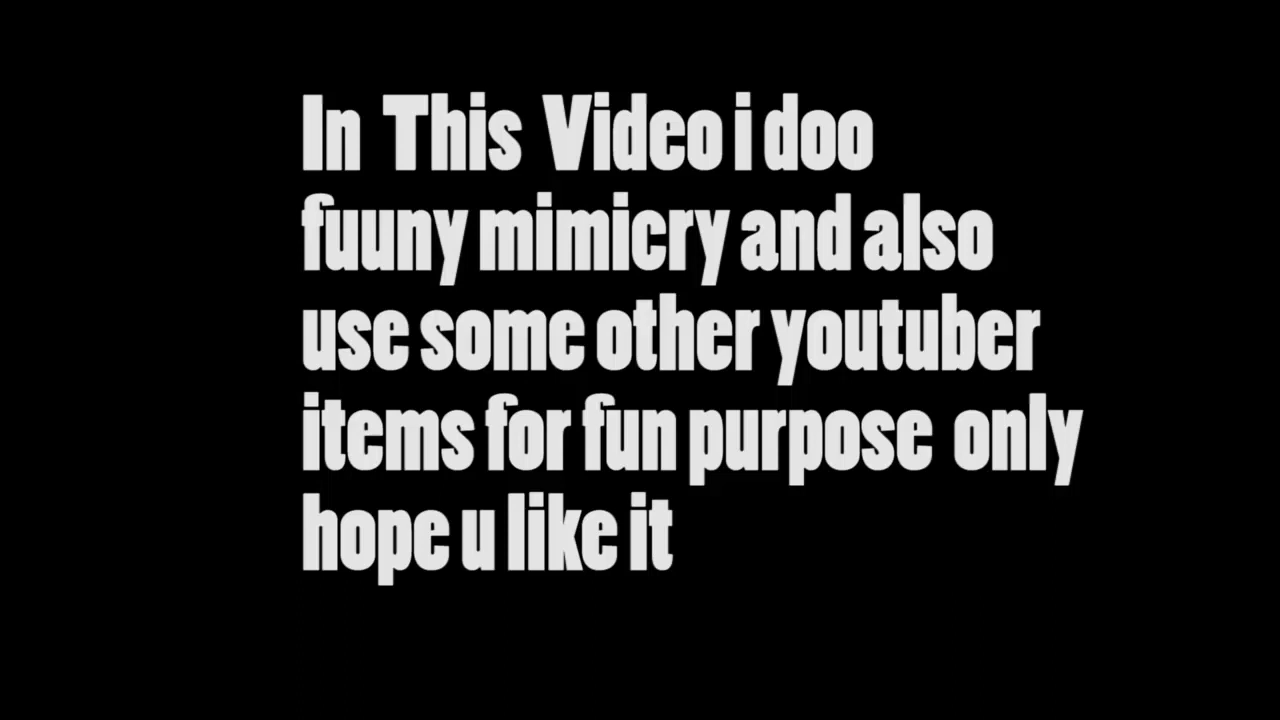 In This Video i doo
fuuny mimicry and also
use some other youtuber
items for fun purpose only
hope u like it